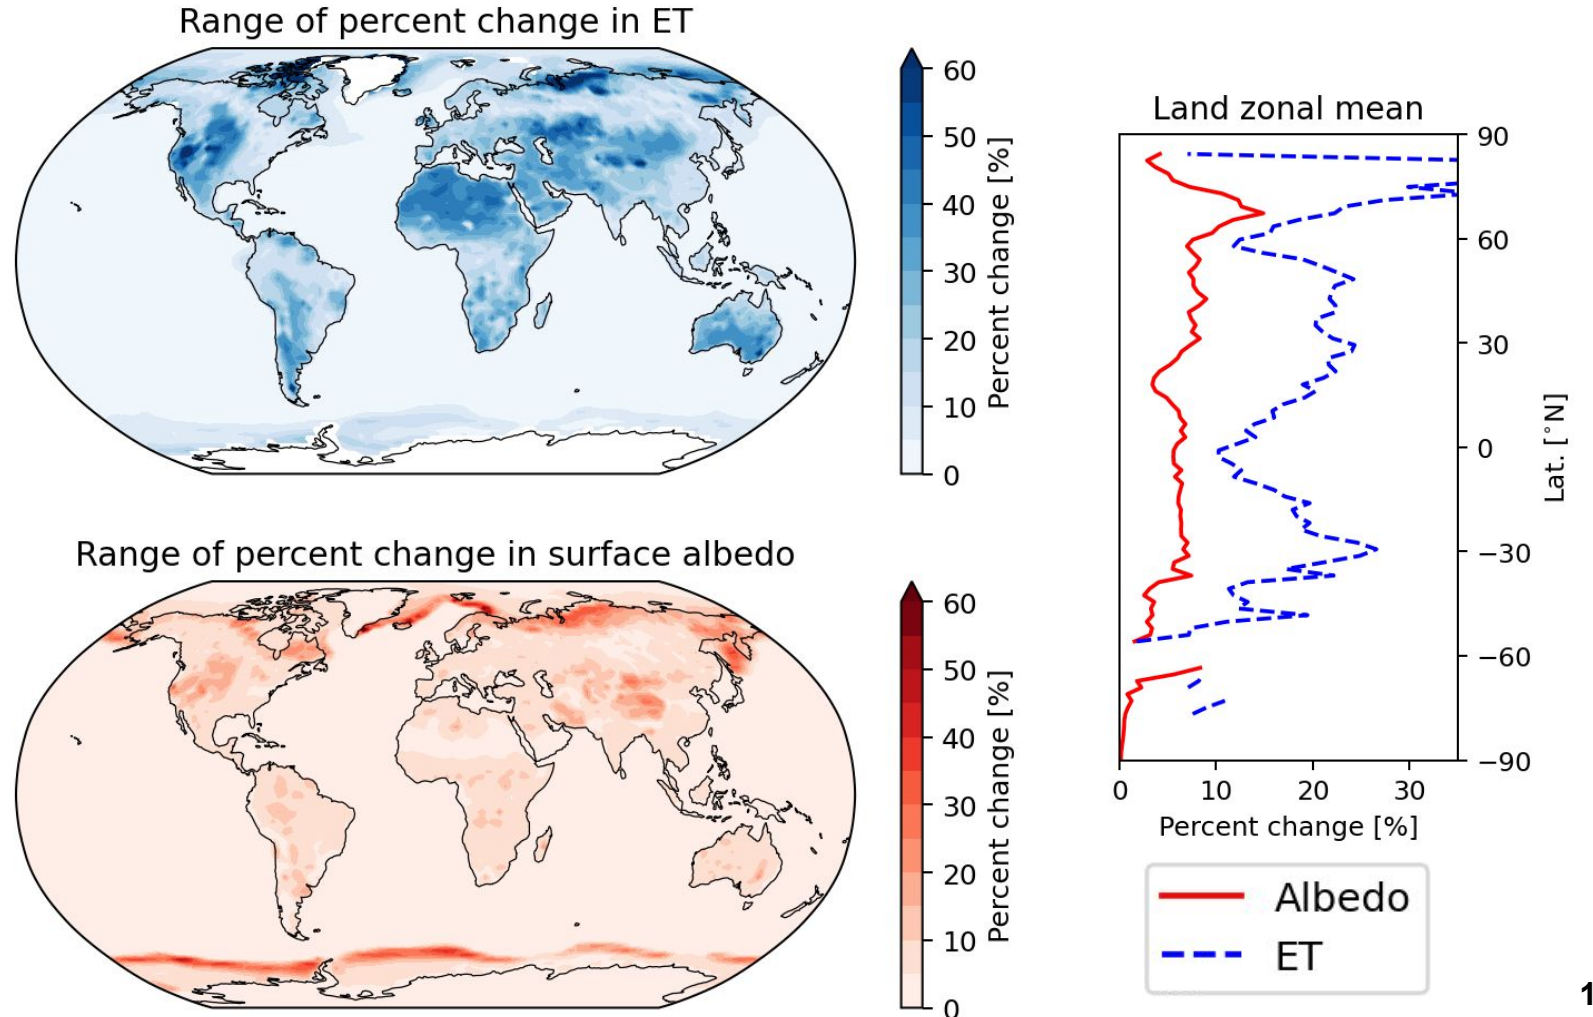 Range of percent change in ET
60
50
40
30
20
10
0
Percent change [%]
Range of percent change in surface albedo
60
50
40
30
20
10
0
Percent change [%]
Land zonal mean
90
60
30
0
−30
−60
−90
Lat. [°N]
0 10 20 30
Percent change [%]
Albedo
ET
1